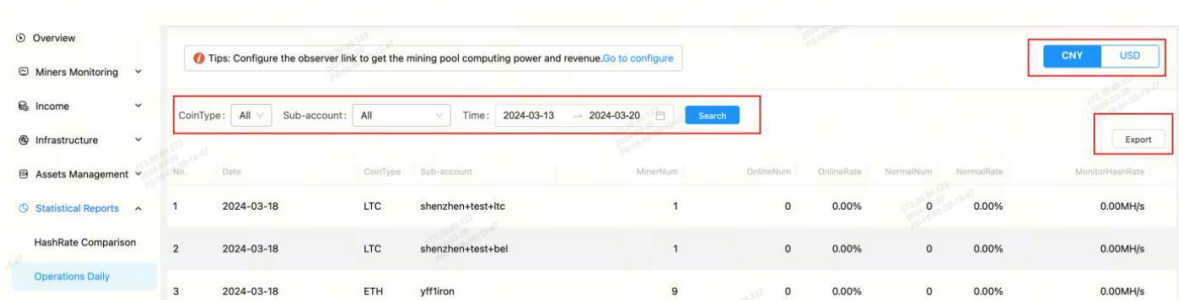 Overview
Tips: Configure the observer link to get the mining pool computing power and revenue.Go to configure
CNY USD
Miners Monitoring
Income
CoinType: All Sub-account: All Time: 2024-03-13 → 2024-03-20 Search
Infrastructure
Export
Assets Management
No. Date CoinType Sub-account MinerNum OnlineNum OnlineRate NormalNum NormalRate MonitorHashRate
Statistical Reports
1 2024-03-18 LTC shenzhen+test+ltc 1 0 0.00% 0 0.00% 0.00MH/s
HashRate Comparison
2 2024-03-18 LTC shenzhen+test+bel 1 0 0.00% 0 0.00% 0.00MH/s
Operations Daily
3 2024-03-18 ETH yff1iron 9 0 0.00% 0 0.00% 0.00MH/s